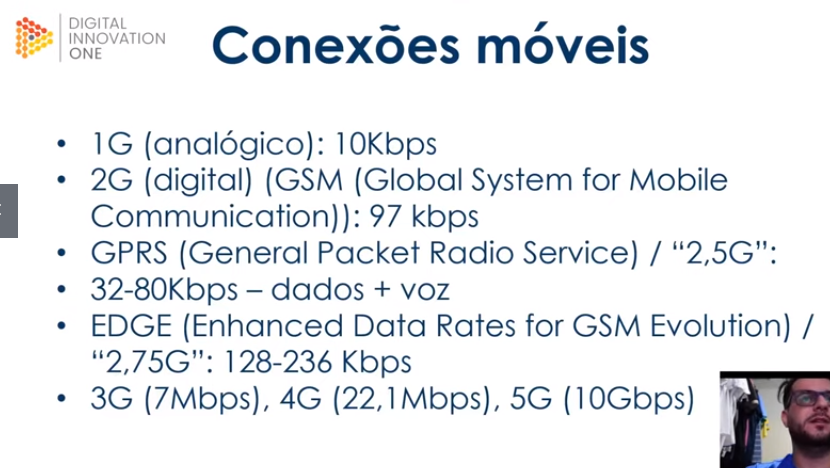 DIGITAL
INNOVATION
ONE
Conexões móveis
• 1G (analógico): 10Kbps
• 2G (digital) (GSM (Global System for Mobile
Communication)): 97 kbps
• GPRS (General Packet Radio Service) / “2,5G”:
• 32-80Kbps – dados + voz
• EDGE (Enhanced Data Rates for GSM Evolution) /
“2,75G”: 128-236 Kbps
• 3G (7Mbps), 4G (22,1Mbps), 5G (10Gbps)